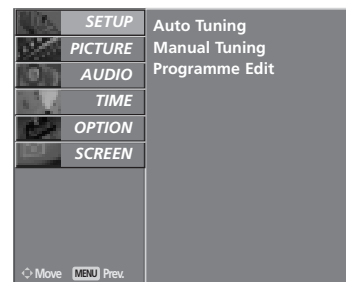 SETUP
PICTURE
AUDIO
TIME
OPTION
SCREEN
Auto Tuning
Manual Tuning
Programme Edit
Move MENU Prev.